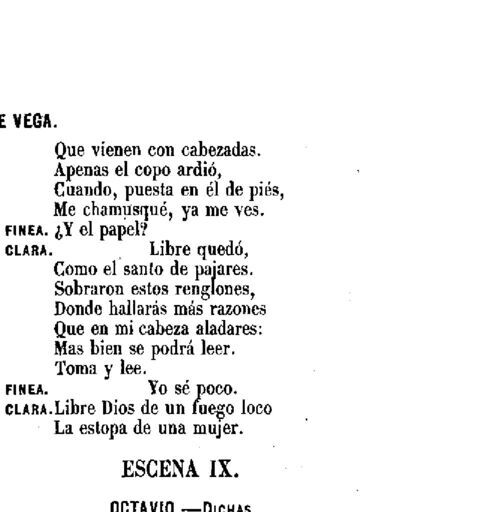 E VEGA.
Que vienen con cabezadas.
Apenas el copo ardió,
Cuando, puesta en él de piés,
Me chamusqué, ya me ves.
FINEA. ¿Y el papel?
CLARA. Libre quedó,
Como el santo de pajares.
Sobraron estos renglones,
Donde hallarás más razones
Que en mi cabeza aladares:
Mas bien se podrá leer.
Toma y lee.
FINEA. Yo sé poco.
CLARA. Libre Dios de un fuego loco
La estopa de una mujer.
ESCENA IX.
OCTAVIO.—DICHAS